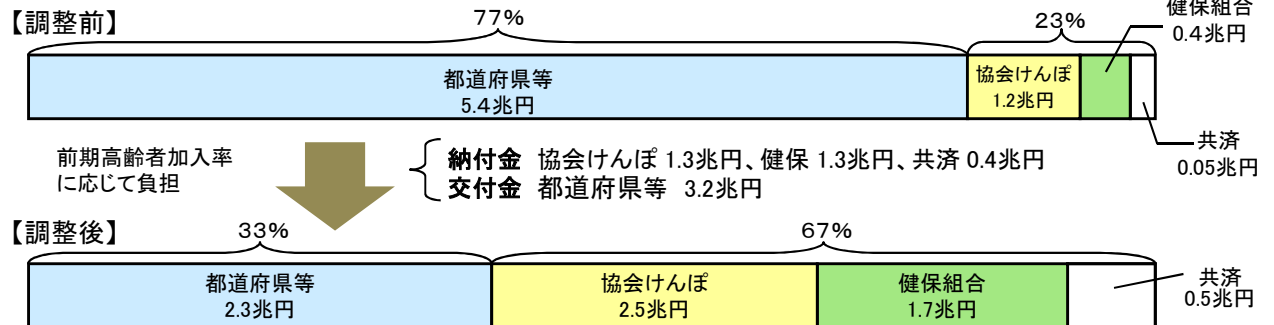 健保組合
0.4兆円
【調整前】
77%
23%
都道府県等
5.4兆円
協会けんぽ
1.2兆円
共済
0.05兆円
前期高齢者加入率
に応じて負担
納付金 協会けんぽ 1.3兆円、健保 1.3兆円、共済 0.4兆円
交付金 都道府県等 3.2兆円
【調整後】
33%
67%
都道府県等
2.3兆円
協会けんぽ
2.5兆円
健保組合
1.7兆円
共済
0.5兆円